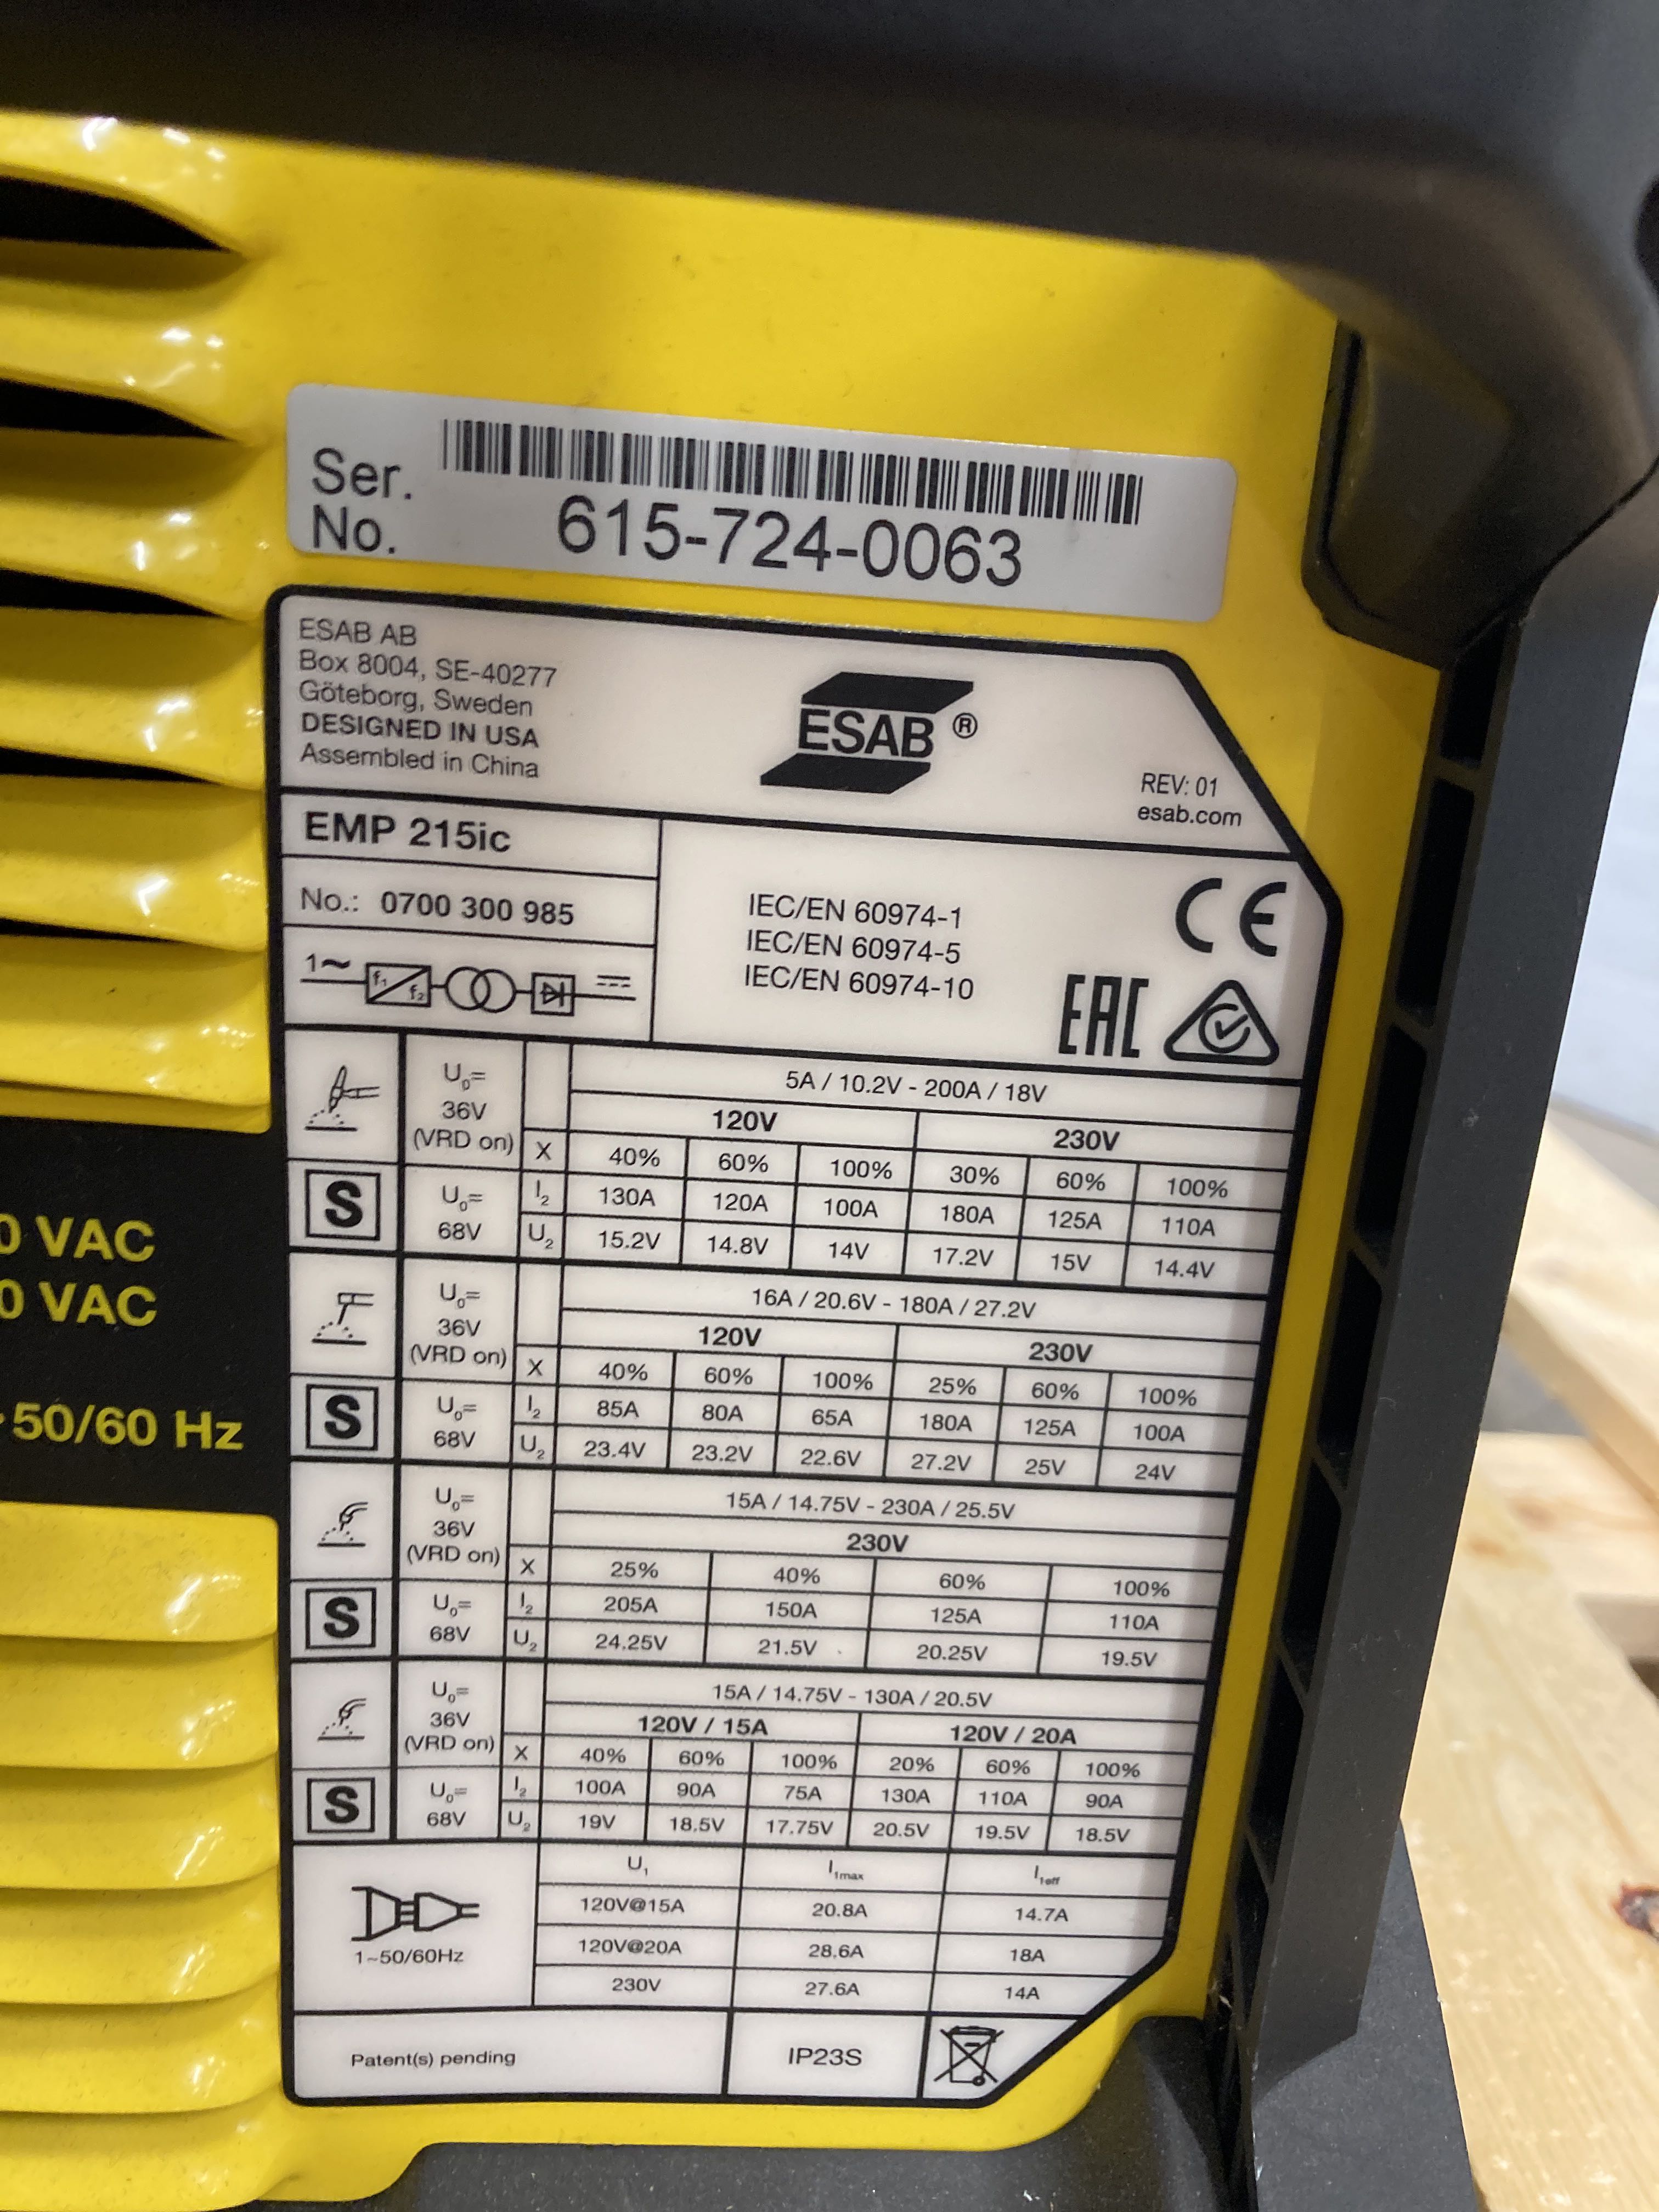 Ser.
No.
615-724-0063
ESAB AB
Box 8004, SE-40277
Göteborg, Sweden
DESIGNED IN USA
Assembled in China
ESAB ®
REV: 01
esab.com
EMP 215ic
No.: 0700 300 985
1~ f₁ f₂
IEC/EN 60974-1
IEC/EN 60974-5
IEC/EN 60974-10
CE
EAC
U₀=
36V
(VRD on)
5A / 10.2V - 200A / 18V
120V 230V
X 40% 60% 100% 30% 60% 100%
S
U₀=
68V
I₂ 130A 120A 100A 180A 125A 110A
U₂ 15.2V 14.8V 14V 17.2V 15V 14.4V
U₀=
36V
(VRD on)
16A / 20.6V - 180A / 27.2V
120V 230V
X 40% 60% 100% 25% 60% 100%
S
U₀=
68V
I₂ 85A 80A 65A 180A 125A 100A
U₂ 23.4V 23.2V 22.6V 27.2V 25V 24V
U₀=
36V
(VRD on)
15A / 14.75V - 230A / 25.5V
230V
X 25% 40% 60% 100%
S
U₀=
68V
I₂ 205A 150A 125A 110A
U₂ 24.25V 21.5V 20.25V 19.5V
U₀=
36V
(VRD on)
15A / 14.75V - 130A / 20.5V
120V / 15A 120V / 20A
X 40% 60% 100% 20% 60% 100%
S
U₀=
68V
I₂ 100A 90A 75A 130A 110A 90A
U₂ 19V 18.5V 17.75V 20.5V 19.5V 18.5V
1~50/60Hz
U₁ I₁max I₁eff
120V@15A 20.8A 14.7A
120V@20A 28.6A 18A
230V 27.6A 14A
Patent(s) pending
IP23S
0 VAC
0 VAC
50/60 Hz